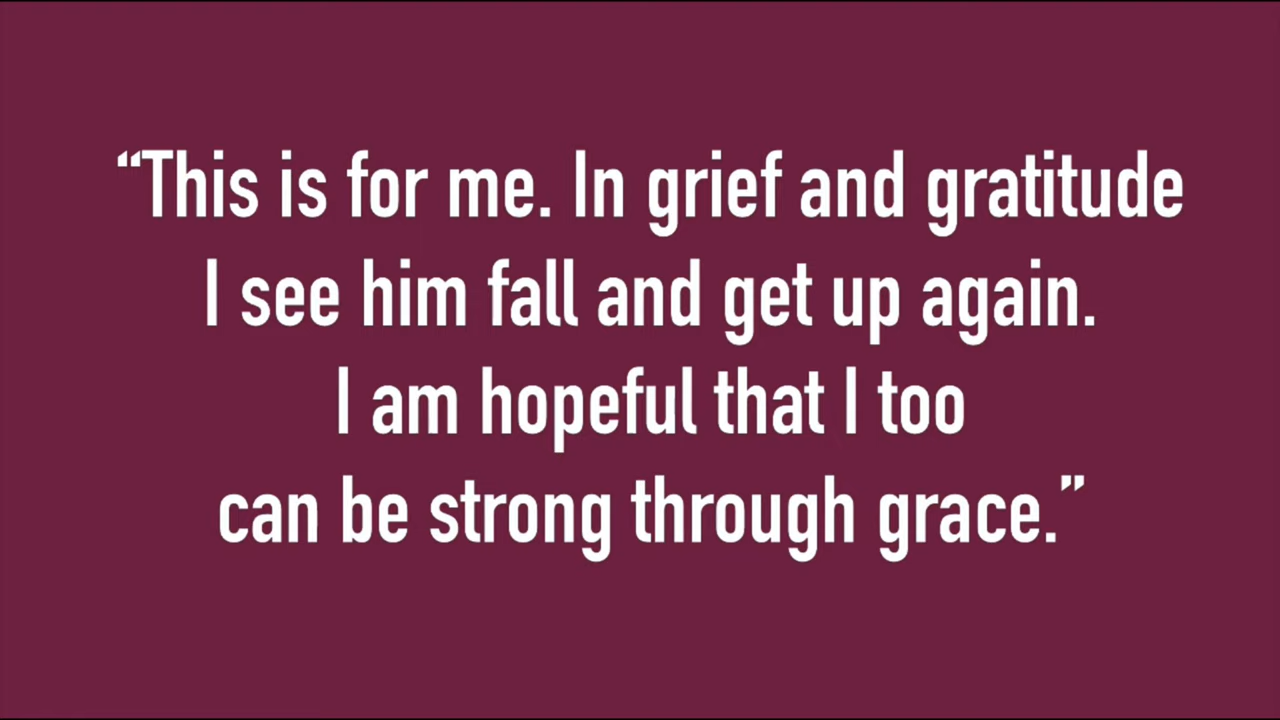 “This is for me. In grief and gratitude
I see him fall and get up again.
I am hopeful that I too
can be strong through grace.”